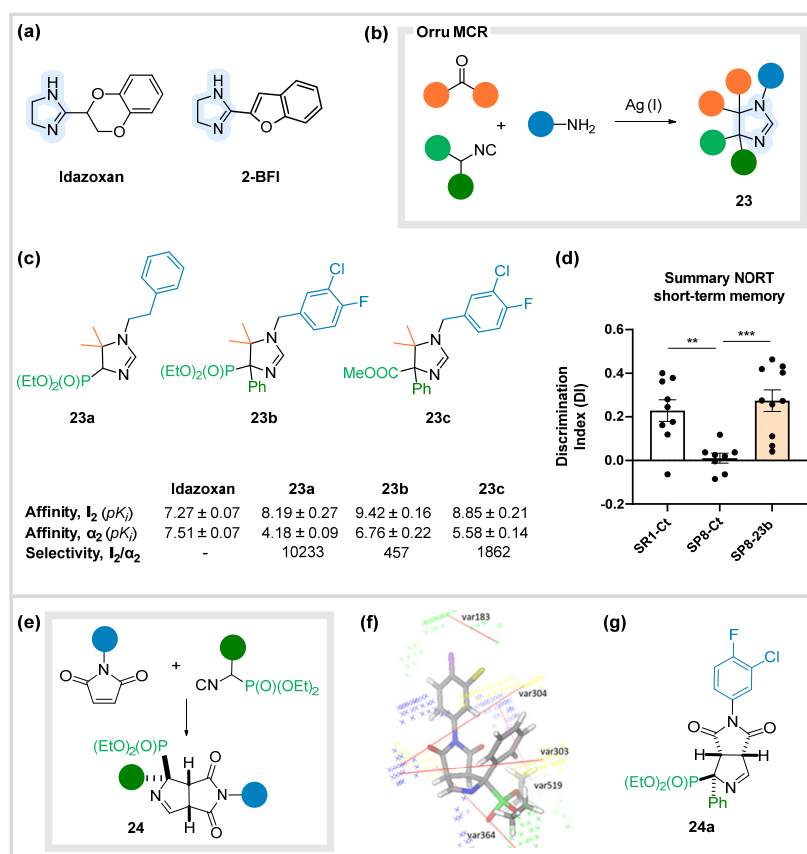 (a)
NH
N
Idazoxan
O
O
NH
N
O
2-BFI
(b)
Orru MCR
O
NC
+
NH2
Ag (I)
N
N
23
(c)
(EtO)2(O)P
N
N
23a
(EtO)2(O)P
N
N
Ph
Cl
F
23b
MeOOC
N
N
Ph
Cl
F
23c
Idazoxan 23a 23b 23c
Affinity, I2 (pKi) 7.27 ± 0.07 8.19 ± 0.27 9.42 ± 0.16 8.85 ± 0.21
Affinity, α2 (pKi) 7.51 ± 0.07 4.18 ± 0.09 6.76 ± 0.22 5.58 ± 0.14
Selectivity, I2/α2 - 10233 457 1862
(d)
Summary NORT
short-term memory
Discrimination
Index (DI)
0.6
0.4
0.2
0.0
-0.2
**
***
SR1-Ct
SP8-Ct
SP8-23b
(e)
O
N
O
+
CN
P(O)(OEt)2
(EtO)2(O)P
H
O
N
N
H
O
24
(f)
var183
var304
var303
var519
var364
(g)
F
Cl
O
N
O
H
H
(EtO)2(O)P
N
Ph
24a